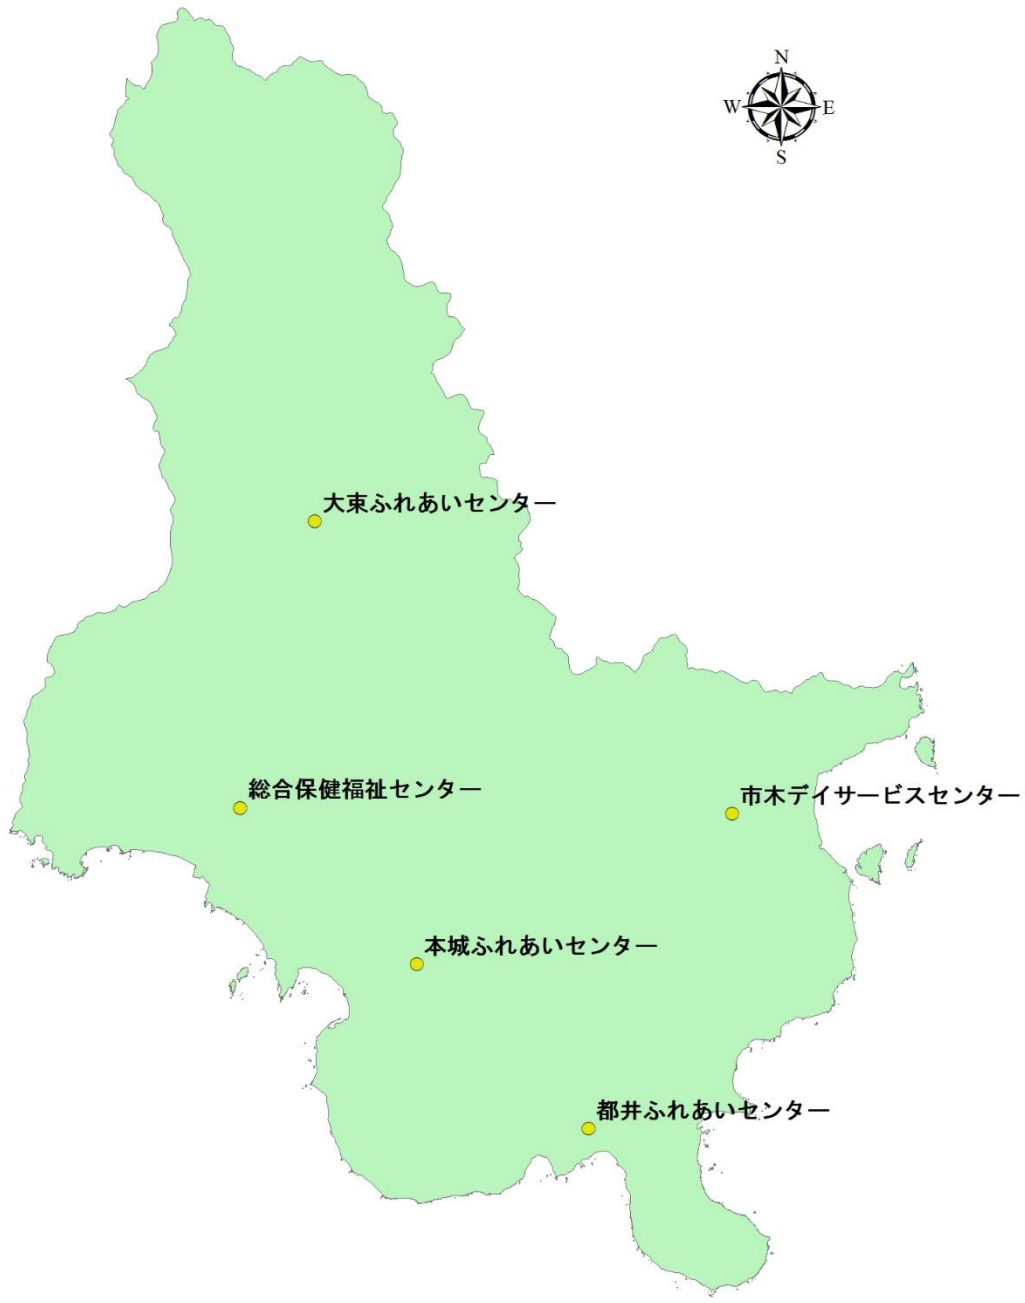 N
W
E
S
大束ふれあいセンター
総合保健福祉センター
市木デイサービスセンター
本城ふれあいセンター
都井ふれあいセンター